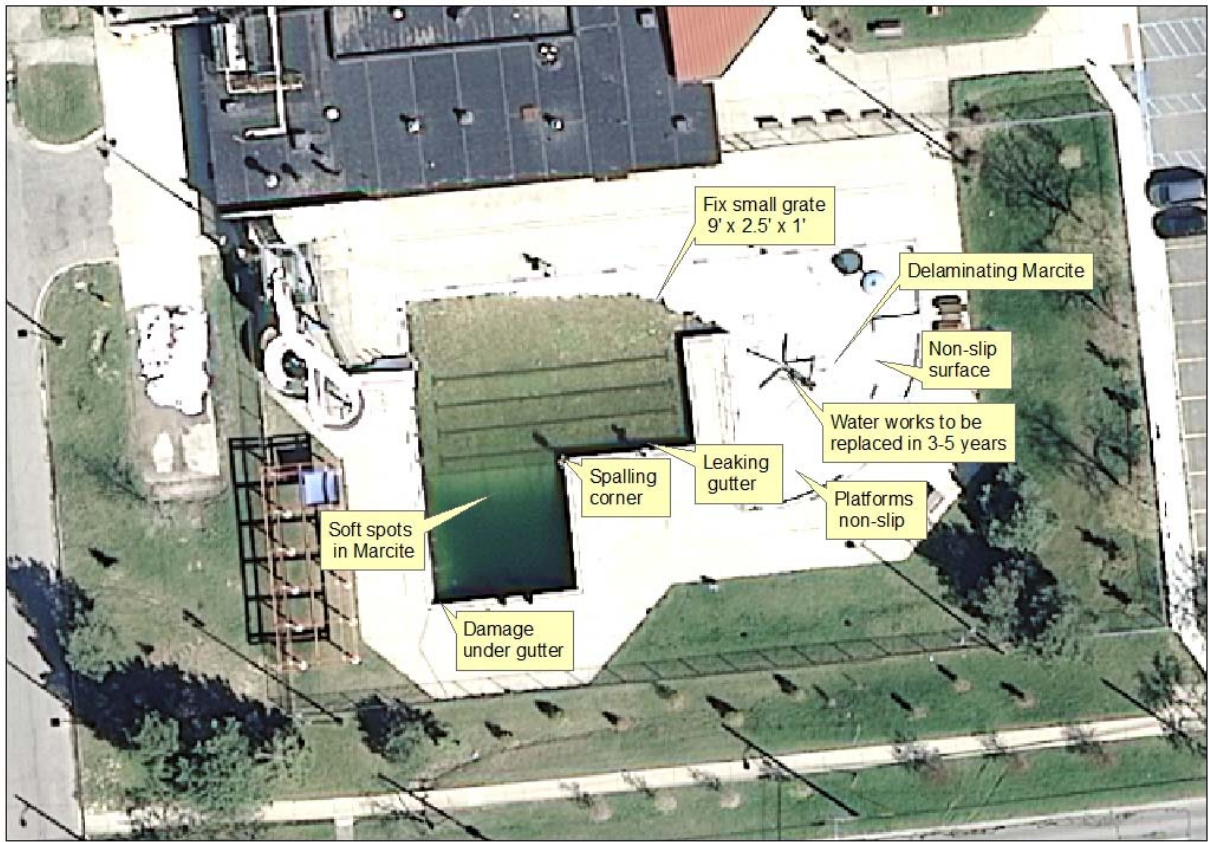 Fix small grate
9' x 2.5' x 1'
Delaminating Marcite
Non-slip
surface
Water works to be
replaced in 3-5 years
Leaking
gutter
Spalling
corner
Platforms
non-slip
Soft spots
in Marcite
Damage
under gutter